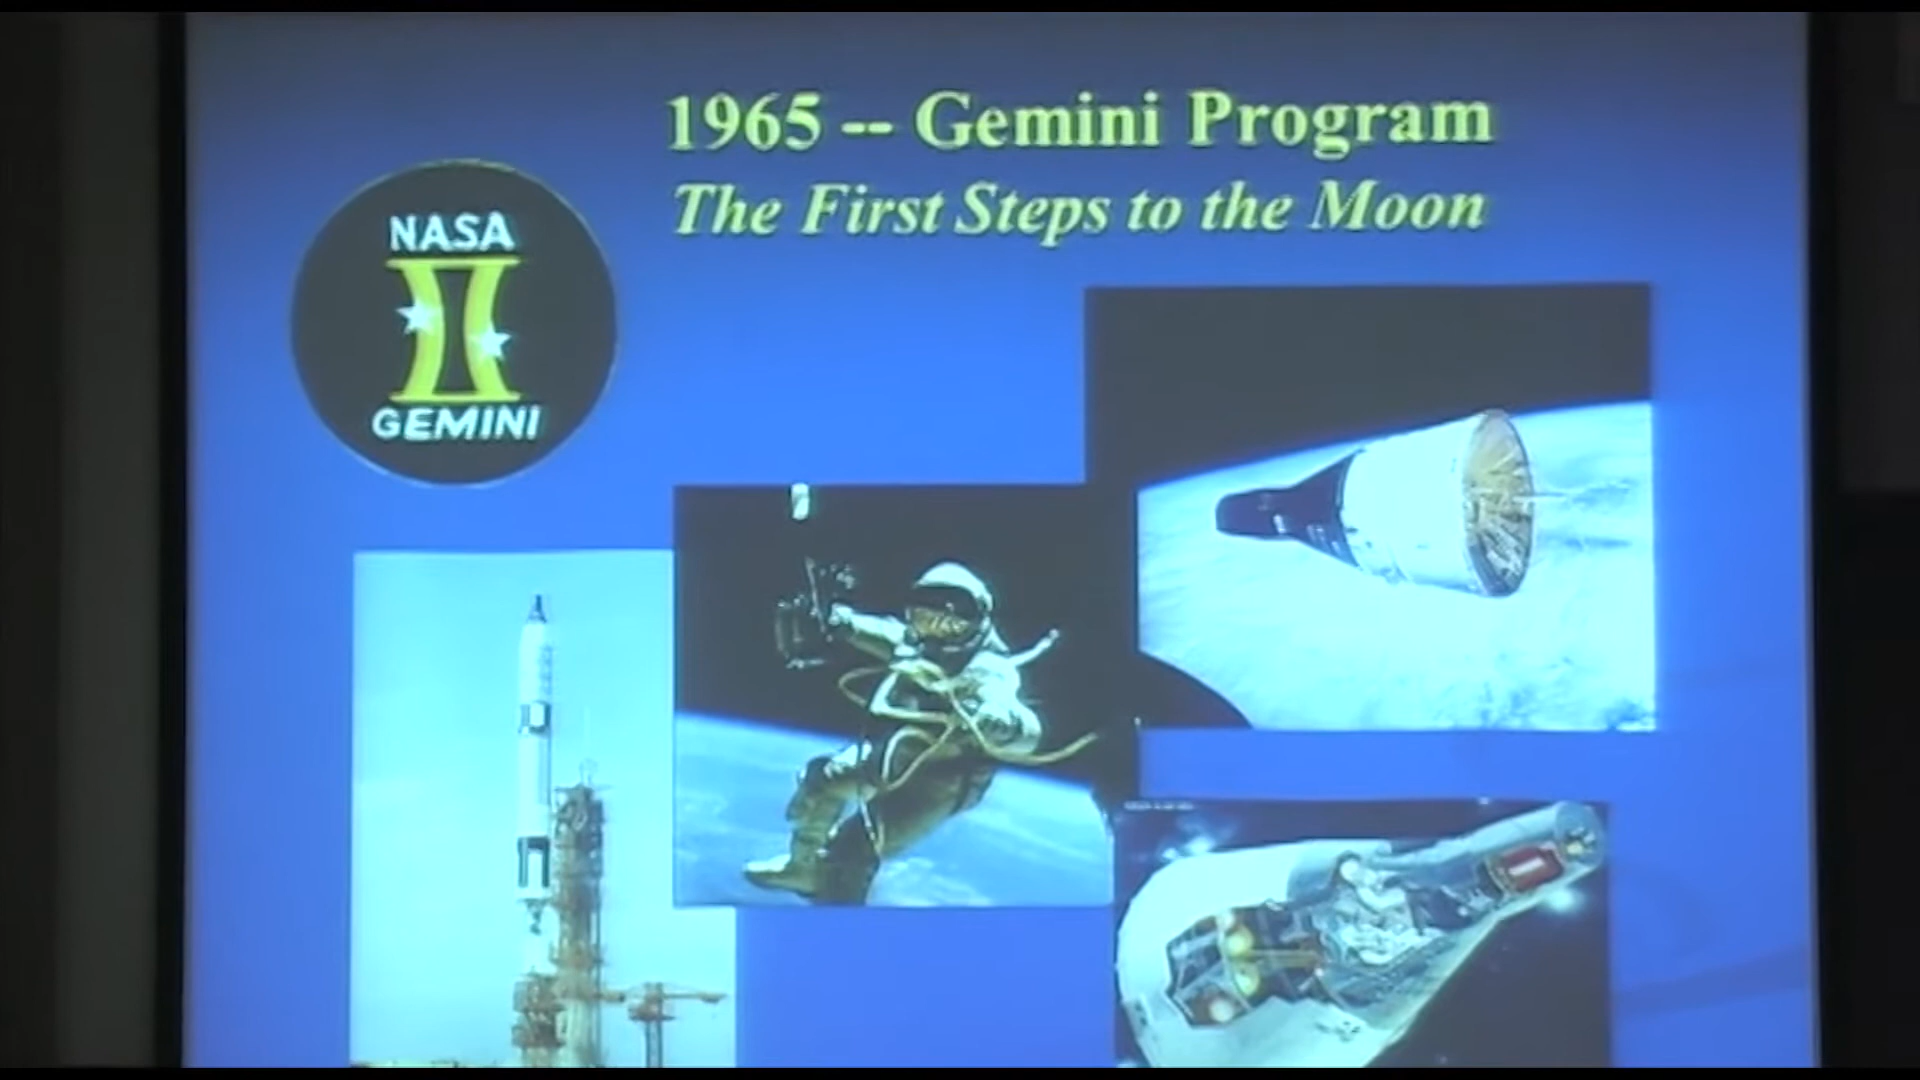 1965 -- Gemini Program
The First Steps to the Moon
NASA
GEMINI